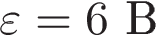 ε = 6 В